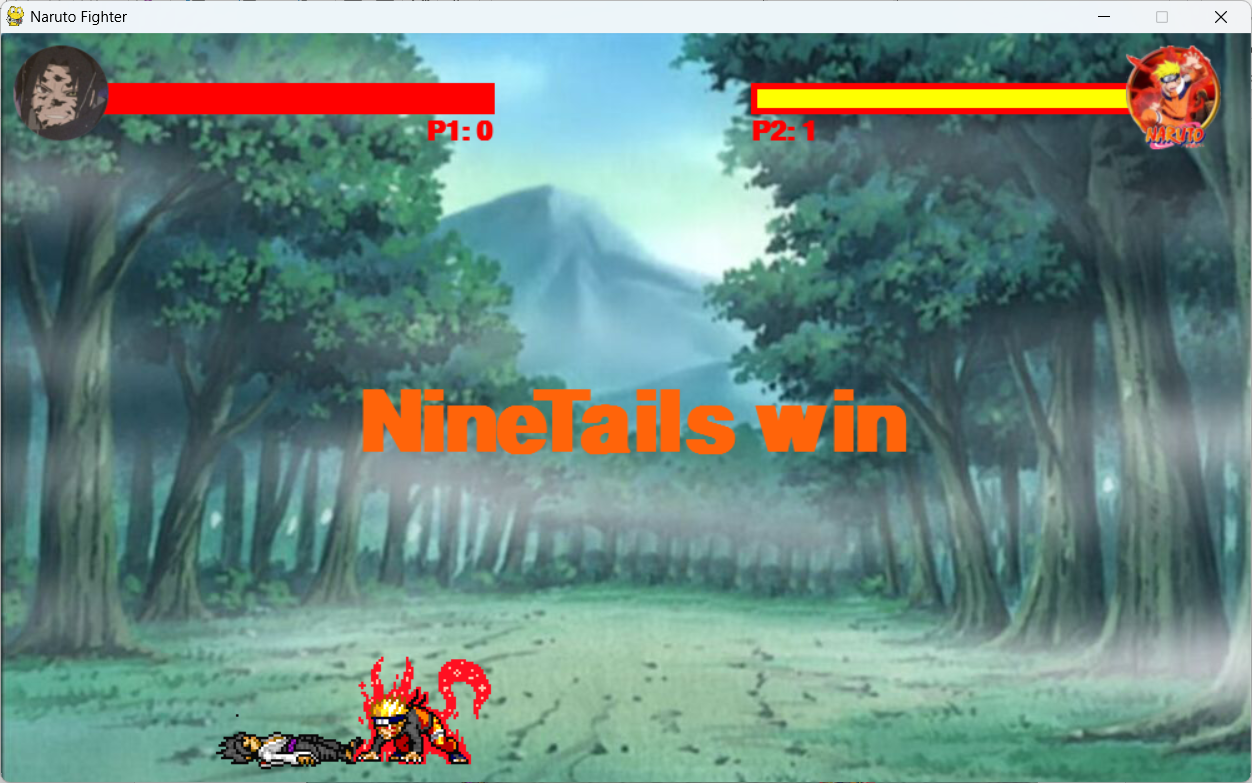 Naruto Fighter
P1: 0
P2: 1
NARUTO
NineTails win